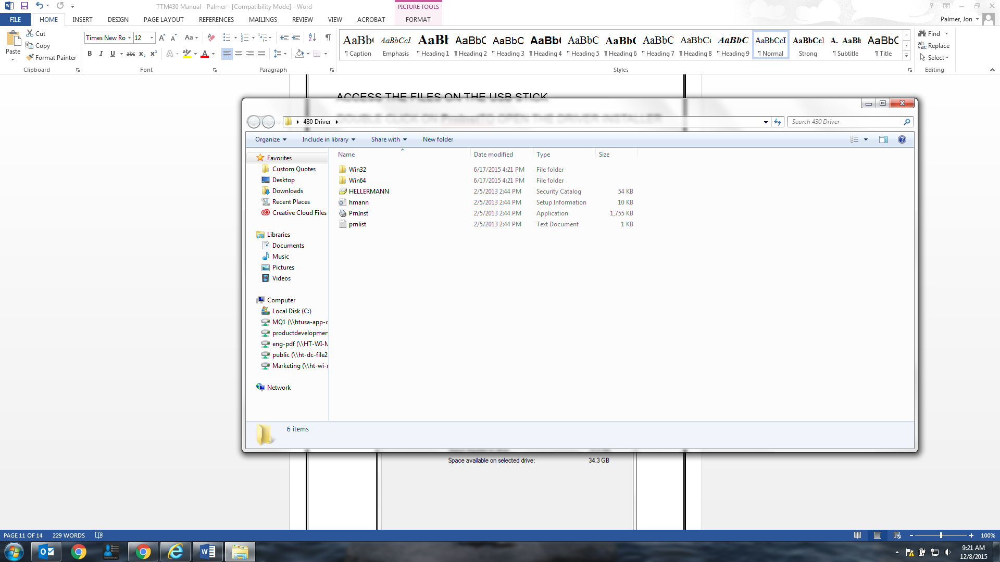 TTM430 Manual - Palmer - [Compatibility Mode] - Word
PICTURE TOOLS
FILE HOME INSERT DESIGN PAGE LAYOUT REFERENCES MAILINGS REVIEW VIEW ACROBAT FORMAT
Palmer, Jon
Paste
Cut
Copy
Format Painter
Clipboard
Times New Ro 12
Font
Paragraph
AaBb( AaBbCcI AaBb AaBbC AaBbC AaBb( AaBbC AaBb( AaBbC AaBbC AaBbC AaBbCcI AaBbCcI A. AaBb AaBbC
¶ Caption Emphasis ¶ Heading 1 ¶ Heading 2 ¶ Heading 3 ¶ Heading 4 ¶ Heading 5 ¶ Heading 6 ¶ Heading 7 ¶ Heading 8 ¶ Heading 9 ¶ Normal Strong ¶ Subtitle ¶ Title
Styles
Find
Replace
Select
Editing
ACCESS THE FILES ON THE USB STICK
DOUBLE CLICK ON PrnInst TO OPEN THE DRIVER INSTALLER
430 Driver
Search 430 Driver
Organize Include in library Share with New folder
Favorites
Custom Quotes
Desktop
Downloads
Recent Places
Creative Cloud Files
Libraries
Documents
Music
Pictures
Videos
Computer
Local Disk (C:)
MQ1 (\\htusa-app-c
productdevelopmen
eng-pdf (\\HT-WI-M
public (\\ht-dc-file2
Marketing (\\ht-wi-r
Network
Name Date modified Type Size
Win32 6/17/2015 4:21 PM File folder
Win64 6/17/2015 4:21 PM File folder
HELLERMANN 2/5/2013 2:44 PM Security Catalog 54 KB
hmann 2/5/2013 2:44 PM Setup Information 10 KB
PrnInst 2/5/2013 2:44 PM Application 1,755 KB
prnlist 2/5/2013 2:44 PM Text Document 1 KB
6 items
Space available on selected drive: 34.3 GB
PAGE 11 OF 14 229 WORDS
100%
9:21 AM
12/8/2015